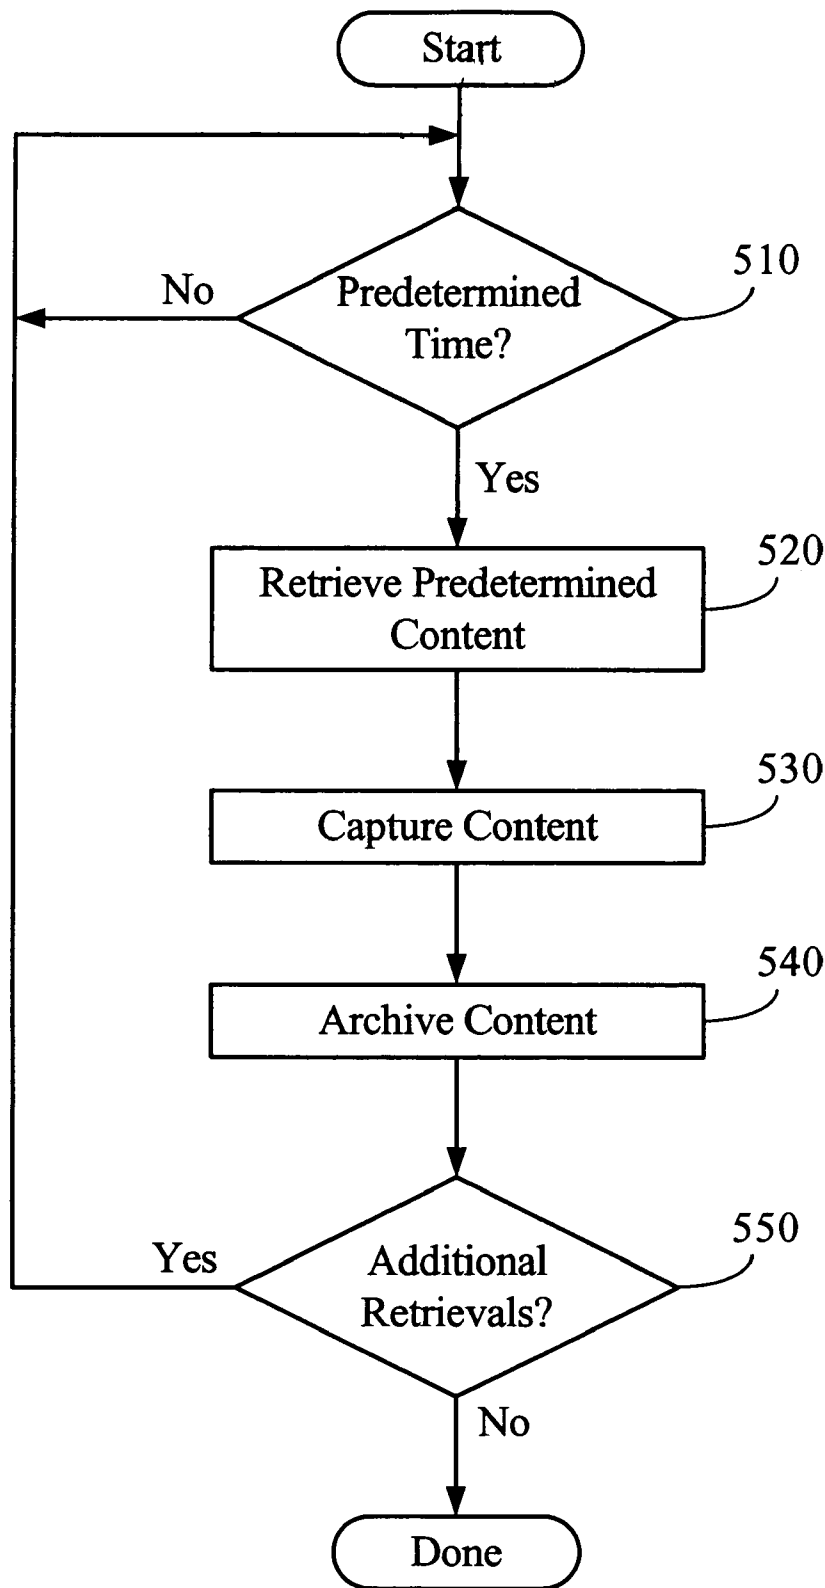 Start
510
No
Predetermined
Time?
Yes
520
Retrieve Predetermined
Content
530
Capture Content
540
Archive Content
550
Yes
Additional
Retrievals?
No
Done